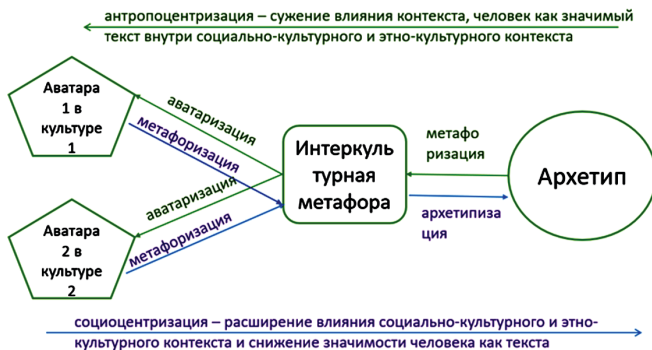 антропоцентризация – сужение влияния контекста, человек как значимый
текст внутри социально-культурного и этно-культурного контекста
Аватара
1 в
культуре
1
аватаризация
метафоризация
Интеркуль
турная
метафора
метафо
ризация
архетипиза
ция
Архетип
аватаризация
метафоризация
Аватара
2 в
культуре
2
социоцентризация – расширение влияния социально-культурного и этно-
культурного контекста и снижение значимости человека как текста